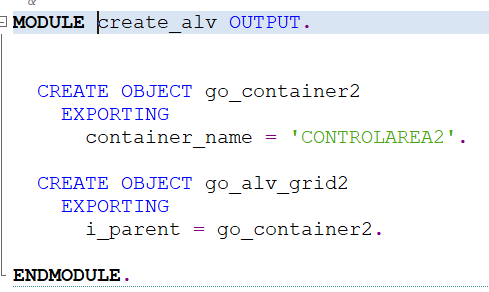 MODULE create_alv OUTPUT.
CREATE OBJECT go_container2
EXPORTING
container_name = 'CONTROLAREA2'.
CREATE OBJECT go_alv_grid2
EXPORTING
i_parent = go_container2.
ENDMODULE.